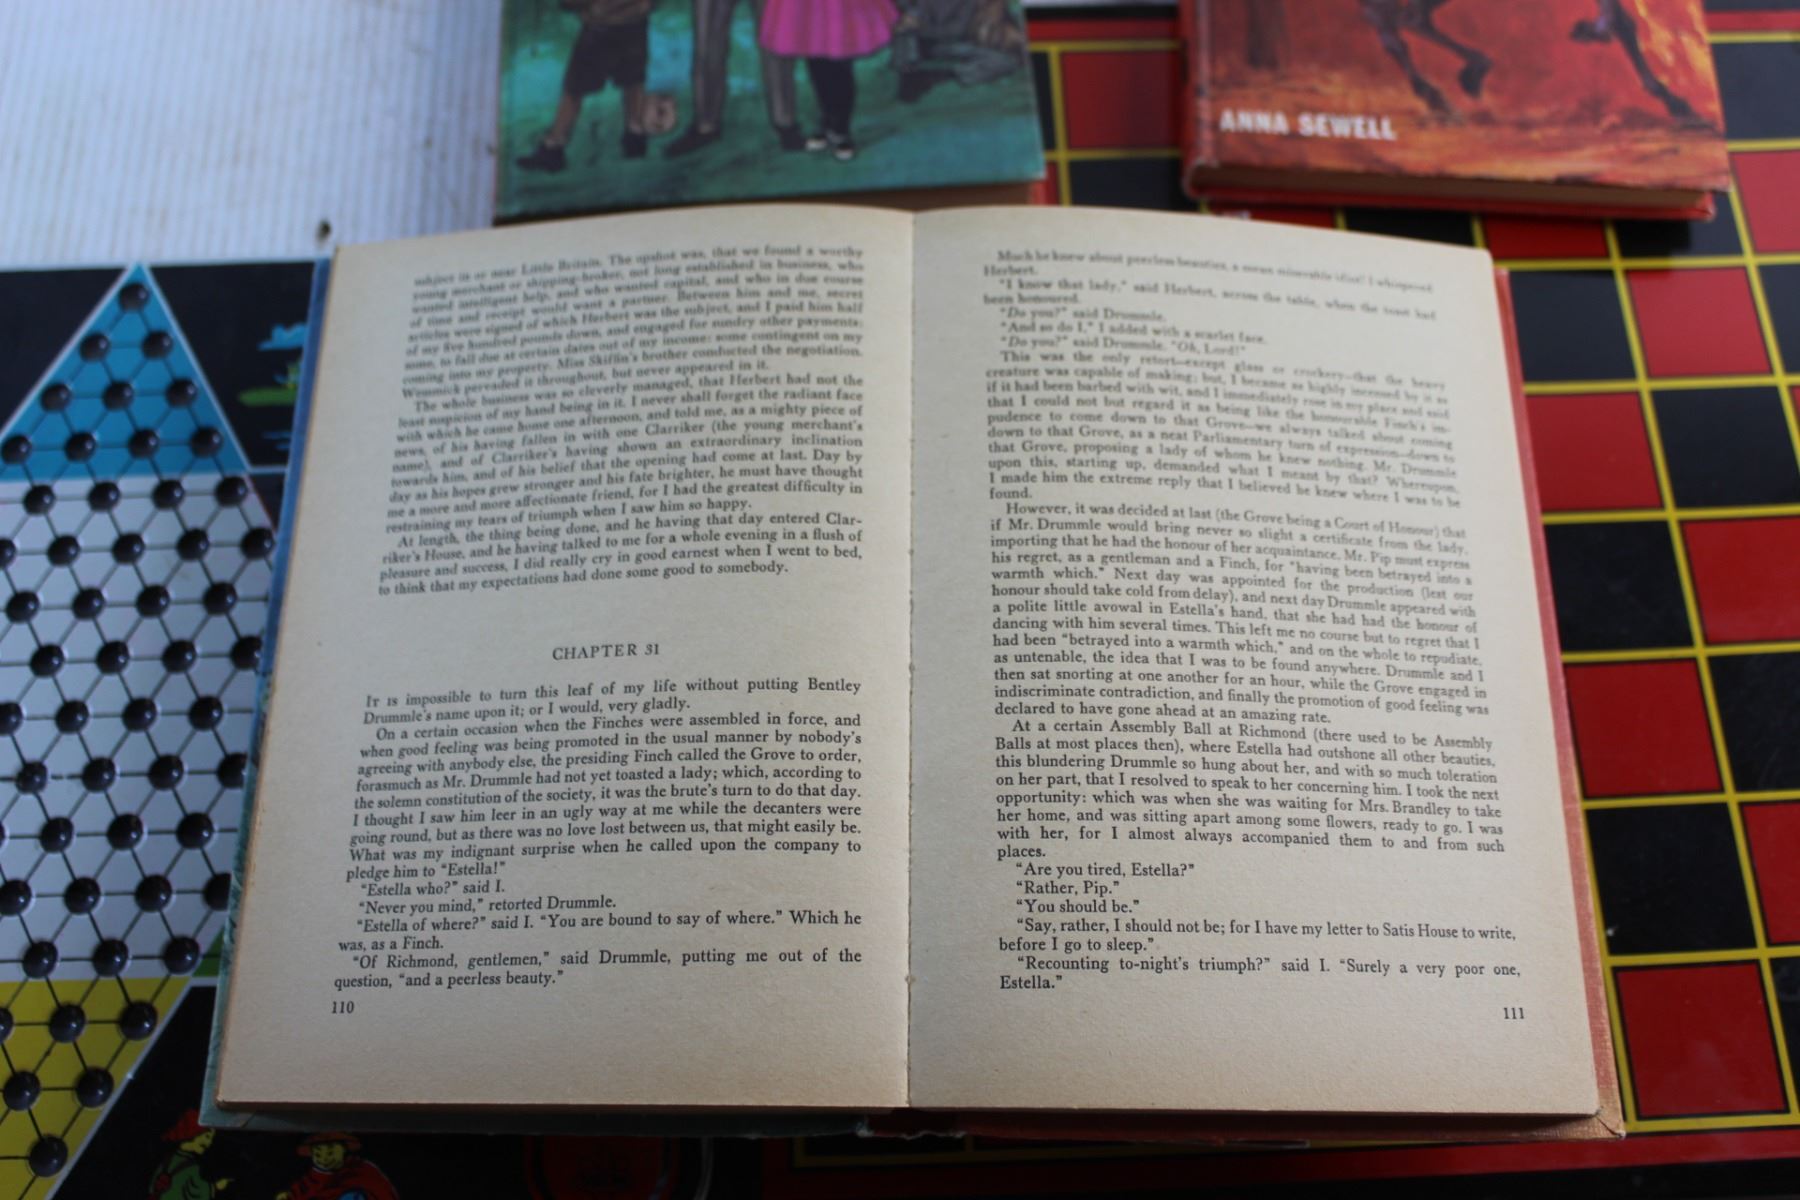 ANNA SEWELL
subject in or near Little Britain. The upshot was, that we found a worthy
young merchant or shipping-broker, not long established in business, who
wanted intelligent help, and who wanted capital, and who in due course
of time and receipt would want a partner. Between him and me, secret
articles were signed of which Herbert was the subject, and I paid him half
of my five hundred pounds down, and engaged for sundry other payments:
some, to fall due at certain dates out of my income: some contingent on my
coming into my property. Miss Skiffin's brother conducted the negotiation.
Wemmick pervaded it throughout, but never appeared in it.
The whole business was so cleverly managed, that Herbert had not the
least suspicion of my hand being in it. I never shall forget the radiant face
with which he came home one afternoon, and told me, as a mighty piece of
news, of his having fallen in with one Clarriker (the young merchant's
name), and of Clarriker's having shown an extraordinary inclination
towards him, and of his belief that the opening had come at last. Day by
day as his hopes grew stronger and his fate brighter, he must have thought
me a more and more affectionate friend, for I had the greatest difficulty in
restraining my tears of triumph when I saw him so happy.
At length, the thing being done, and he having that day entered Clar-
riker's House, and he having talked to me for a whole evening in a flush of
pleasure and success, I did really cry in good earnest when I went to bed,
to think that my expectations had done some good to somebody.
CHAPTER 31
IT IS impossible to turn this leaf of my life without putting Bentley
Drummle's name upon it; or I would, very gladly.
On a certain occasion when the Finches were assembled in force, and
when good feeling was being promoted in the usual manner by nobody's
agreeing with anybody else, the presiding Finch called the Grove to order,
forasmuch as Mr. Drummle had not yet toasted a lady; which, according to
the solemn constitution of the society, it was the brute's turn to do that day.
I thought I saw him leer in an ugly way at me while the decanters were
going round, but as there was no love lost between us, that might easily be.
What was my indignant surprise when he called upon the company to
pledge him to "Estella!"
"Estella who?" said I.
"Never you mind," retorted Drummle.
"Estella of where?" said I. "You are bound to say of where." Which he
was, as a Finch.
"Of Richmond, gentlemen," said Drummle, putting me out of the
question, "and a peerless beauty."
110
Much he knew about peerless beauties, a mean miserable idiot! I whispered
Herbert.
"I know that lady," said Herbert, across the table, when the toast had
been honoured.
"Do you?" said Drummle.
"And so do I," I added with a scarlet face.
"Do you?" said Drummle. "Oh, Lord!"
This was the only retort—except glass or crockery—that the heavy
creature was capable of making; but, I became as highly incensed by it as
if it had been barbed with wit, and I immediately rose in my place and said
that I could not but regard it as being like the honourable Finch's im-
pudence to come down to that Grove—we always talked about coming
down to that Grove, as a neat Parliamentary turn of expression—down to
that Grove, proposing a lady of whom he knew nothing. Mr. Drummle
upon this, starting up, demanded what I meant by that? Whereupon,
I made him the extreme reply that I believed he knew where I was to be
found.
However, it was decided at last (the Grove being a Court of Honour) that
if Mr. Drummle would bring never so slight a certificate from the lady,
importing that he had the honour of her acquaintance, Mr. Pip must express
his regret, as a gentleman and a Finch, for "having been betrayed into a
warmth which." Next day was appointed for the production (lest our
honour should take cold from delay), and next day Drummle appeared with
a polite little avowal in Estella's hand, that she had had the honour of
dancing with him several times. This left me no course but to regret that I
had been "betrayed into a warmth which," and on the whole to repudiate,
as untenable, the idea that I was to be found anywhere. Drummle and I
then sat snorting at one another for an hour, while the Grove engaged in
indiscriminate contradiction, and finally the promotion of good feeling was
declared to have gone ahead at an amazing rate.
At a certain Assembly Ball at Richmond (there used to be Assembly
Balls at most places then), where Estella had outshone all other beauties,
this blundering Drummle so hung about her, and with so much toleration
on her part, that I resolved to speak to her concerning him. I took the next
opportunity: which was when she was waiting for Mrs. Brandley to take
her home, and was sitting apart among some flowers, ready to go. I was
with her, for I almost always accompanied them to and from such
places.
"Are you tired, Estella?"
"Rather, Pip."
"You should be."
"Say, rather, I should not be; for I have my letter to Satis House to write,
before I go to sleep."
"Recounting to-night's triumph?" said I. "Surely a very poor one,
Estella."
111